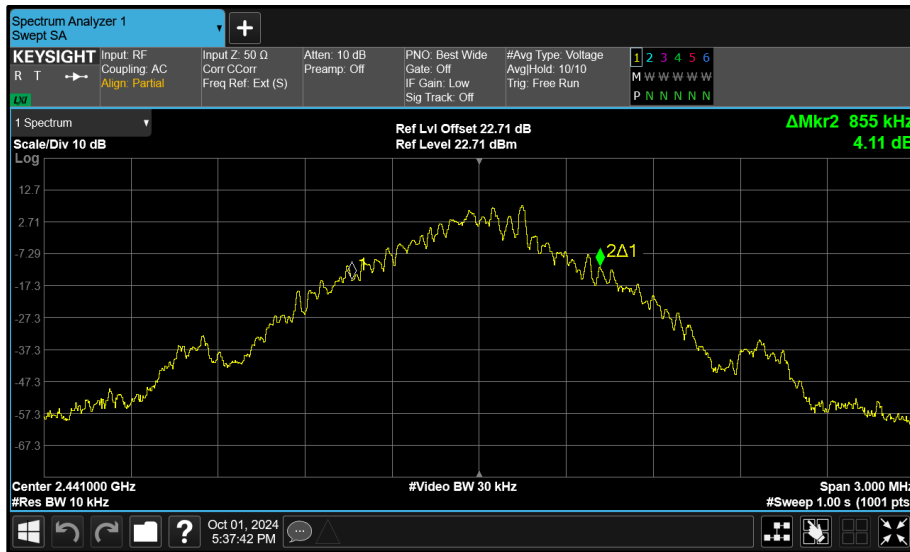 Spectrum Analyzer 1
Swept SA
+
KEYSIGHT
R T
LXI
Input: RF
Coupling: AC
Align: Partial
Input Z: 50 Ω
Corr CCorr
Freq Ref: Ext (S)
Atten: 10 dB
Preamp: Off
PNO: Best Wide
Gate: Off
IF Gain: Low
Sig Track: Off
#Avg Type: Voltage
Avg|Hold: 10/10
Trig: Free Run
1 2 3 4 5 6
M W W W W W
P N N N N N
1 Spectrum
Scale/Div 10 dB
Log
Ref Lvl Offset 22.71 dB
Ref Level 22.71 dBm
ΔMkr2 855 kHz
4.11 dB
12.7
2.71
-7.29
-17.3
-27.3
-37.3
-47.3
-57.3
-67.3
1
2Δ1
Center 2.441000 GHz
#Res BW 10 kHz
#Video BW 30 kHz
Span 3.000 MHz
#Sweep 1.00 s (1001 pts
?
Oct 01, 2024
5:37:42 PM